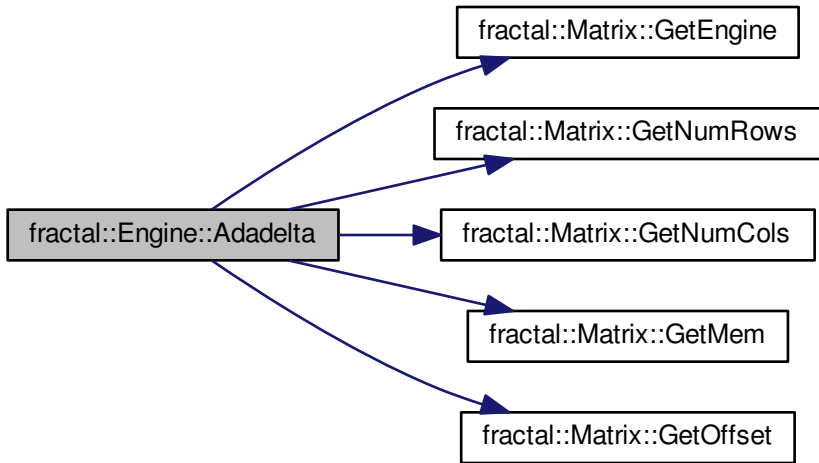 fractal::Matrix::GetEngine
fractal::Matrix::GetNumRows
fractal::Engine::Adadelta
fractal::Matrix::GetNumCols
fractal::Matrix::GetMem
fractal::Matrix::GetOffset